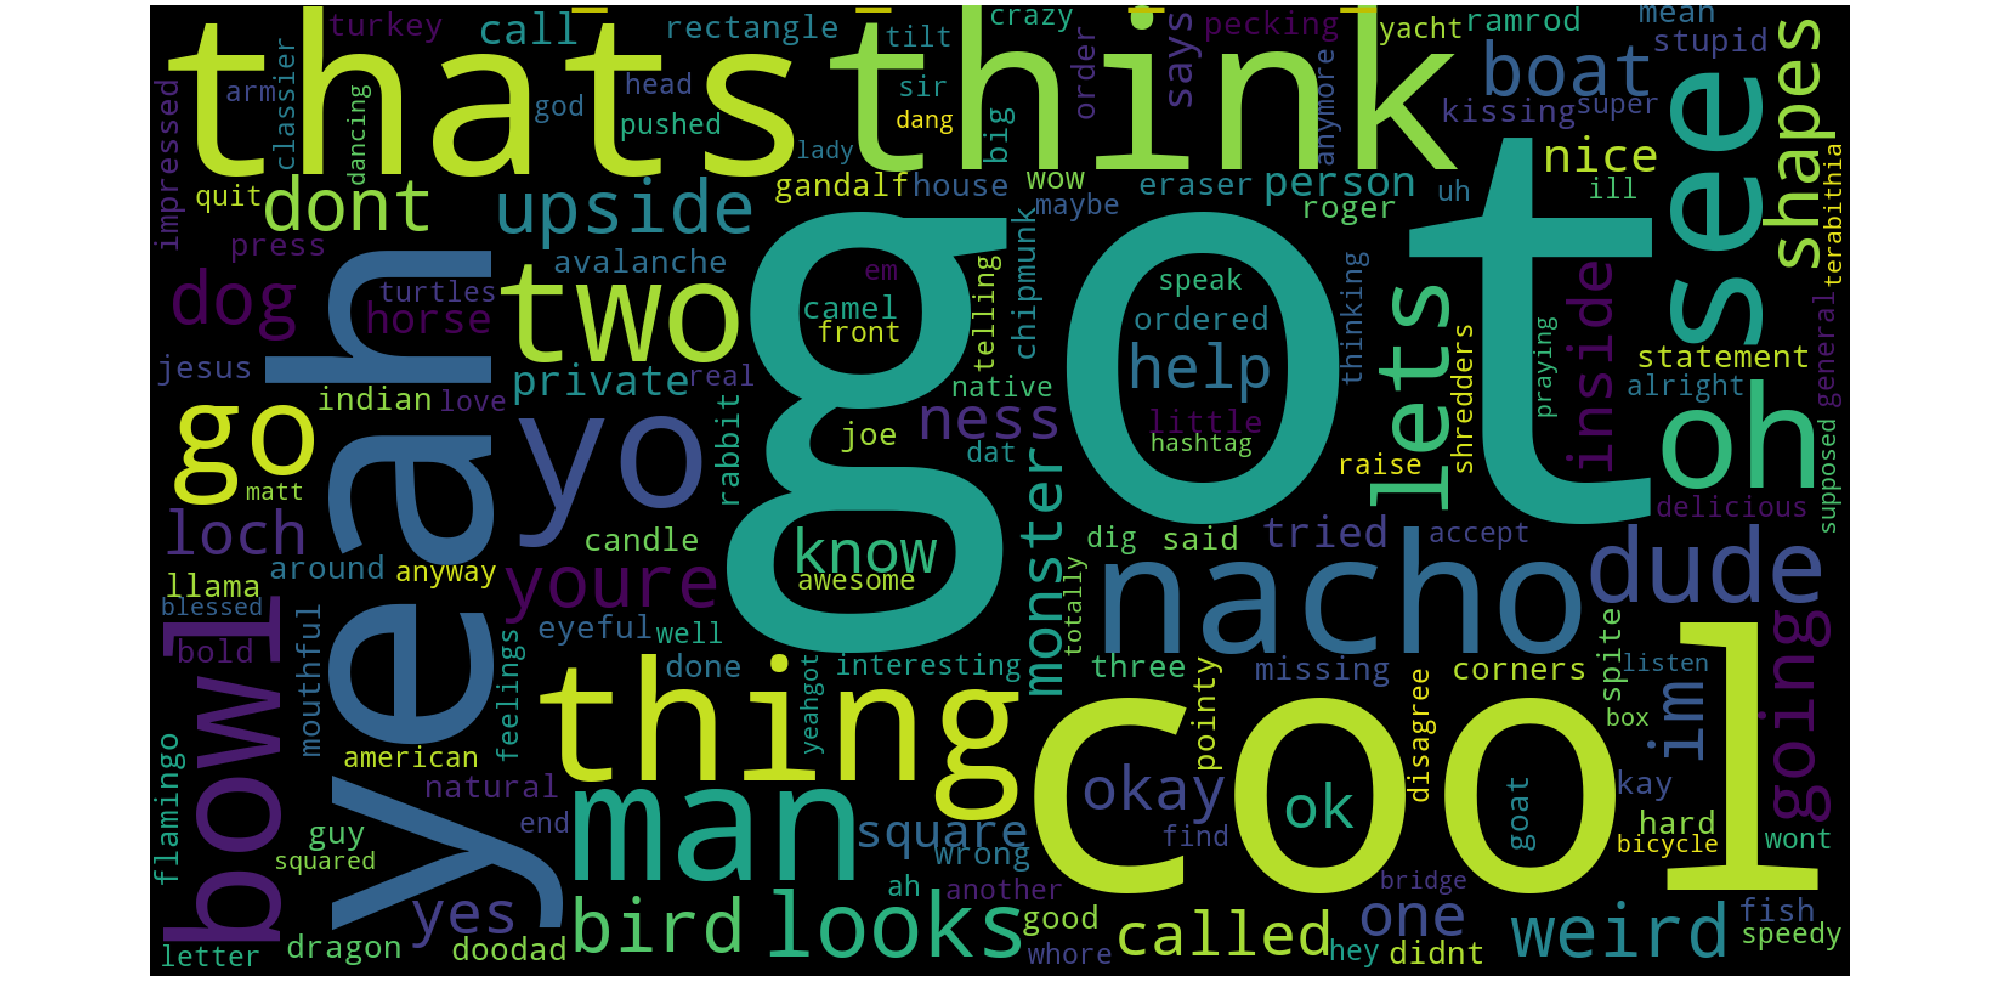 turkey
call
rectangle
tilt
crazy
order
says
pecking
yacht
ramrod
mean
stupid
shapes
thats
think
impressed
arm
classier
dancing
god
head
pushed
sir
dang
lady
big
anymore
boat
kissing
super
see
nice
quit
dont
upside
gandalf
house
wow
maybe
eraser
person
roger
uh
ill
terabithia
press
avalanche
dog
turtles
horse
two
got
em
camel
front
telling
chipmunk
speak
ordered
help
thinking
lets
shredders
praying
inside
statement
alright
general
jesus
yeah
private
real
indian
love
native
little
hashtag
go
matt
yo
rabbit
joe
ness
dat
monster
raise
oh
supposed
delicious
loch
candle
know
awesome
dig
said
tried
accept
around
anyway
llama
blessed
youre
totally
nacho
dude
bowl
bold
mouthful
eyeful
well
feelings
done
yeahgot
interesting
three
pointy
missing
corners
spite
listen
box
going
thing
american
natural
cool
disagree
okay
ok
goat
im
kay
flamingo
guy
squared
end
man
square
wrong
find
hard
bicycle
wont
ah
another
bridge
yes
bird
looks
good
whore
called
hey
one
didnt
weird
fish
speedy
letter
dragon
doodad